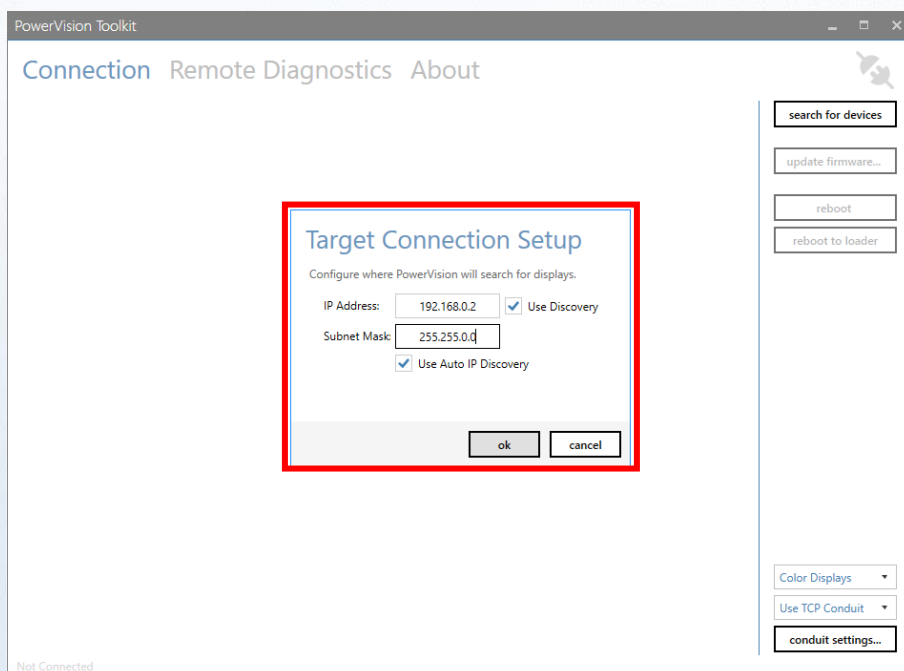 PowerVision Toolkit
Connection Remote Diagnostics About
search for devices
update firmware...
reboot
reboot to loader
Target Connection Setup
Configure where PowerVision will search for displays.
IP Address: 192.168.0.2 Use Discovery
Subnet Mask: 255.255.0.0
Use Auto IP Discovery
ok cancel
Color Displays
Use TCP Conduit
conduit settings...
Not Connected